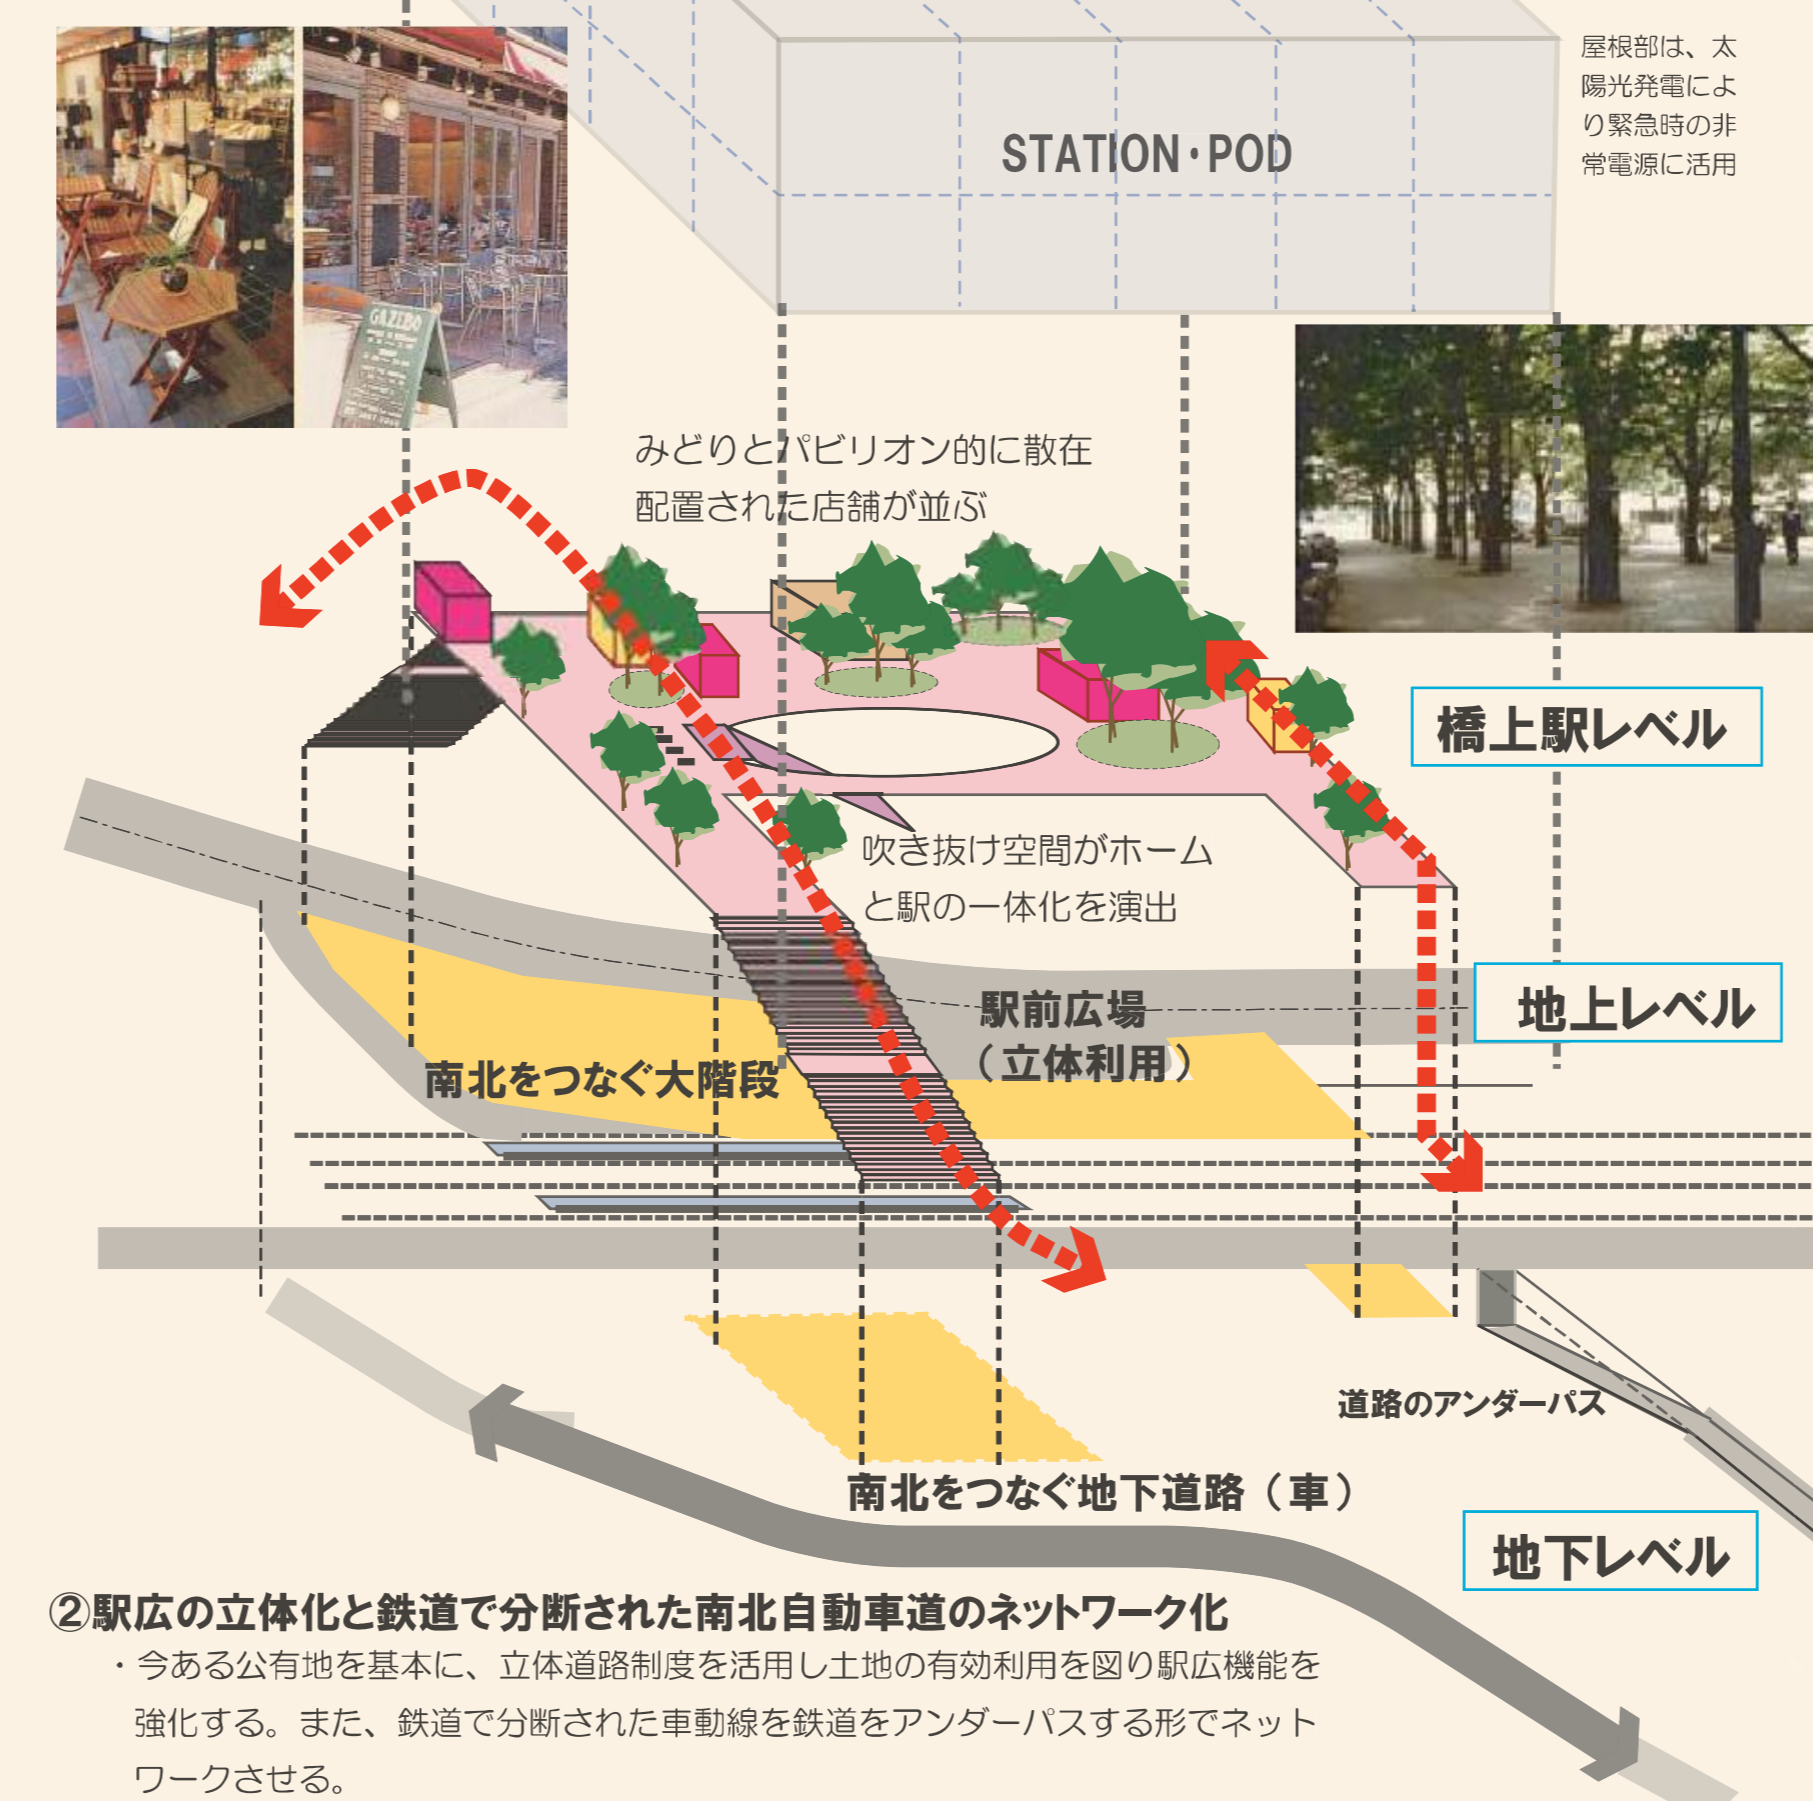 屋根部は、太
陽光発電によ
り緊急時の非
常電源に活用
STATION・POD
GAZEBO
みどりとパビリオン的に散在
配置された店舗が並ぶ
橋上駅レベル
吹き抜け空間がホーム
と駅の一体化を演出
地上レベル
駅前広場
（立体利用）
南北をつなぐ大階段
道路のアンダーパス
南北をつなぐ地下道路（車）
地下レベル
②駅広の立体化と鉄道で分断された南北自動車道のネットワーク化
・今ある公有地を基本に、立体道路制度を活用し土地の有効利用を図り駅広機能を
強化する。また、鉄道で分断された車動線を鉄道をアンダーパスする形でネット
ワークさせる。